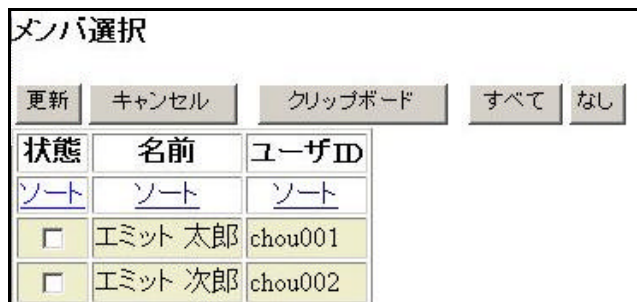 メンバ選択
更新 キャンセル クリップボード すべて なし
状態 名前 ユーザID
ソート ソート ソート
エミット 太郎 chou001
エミット 次郎 chou002